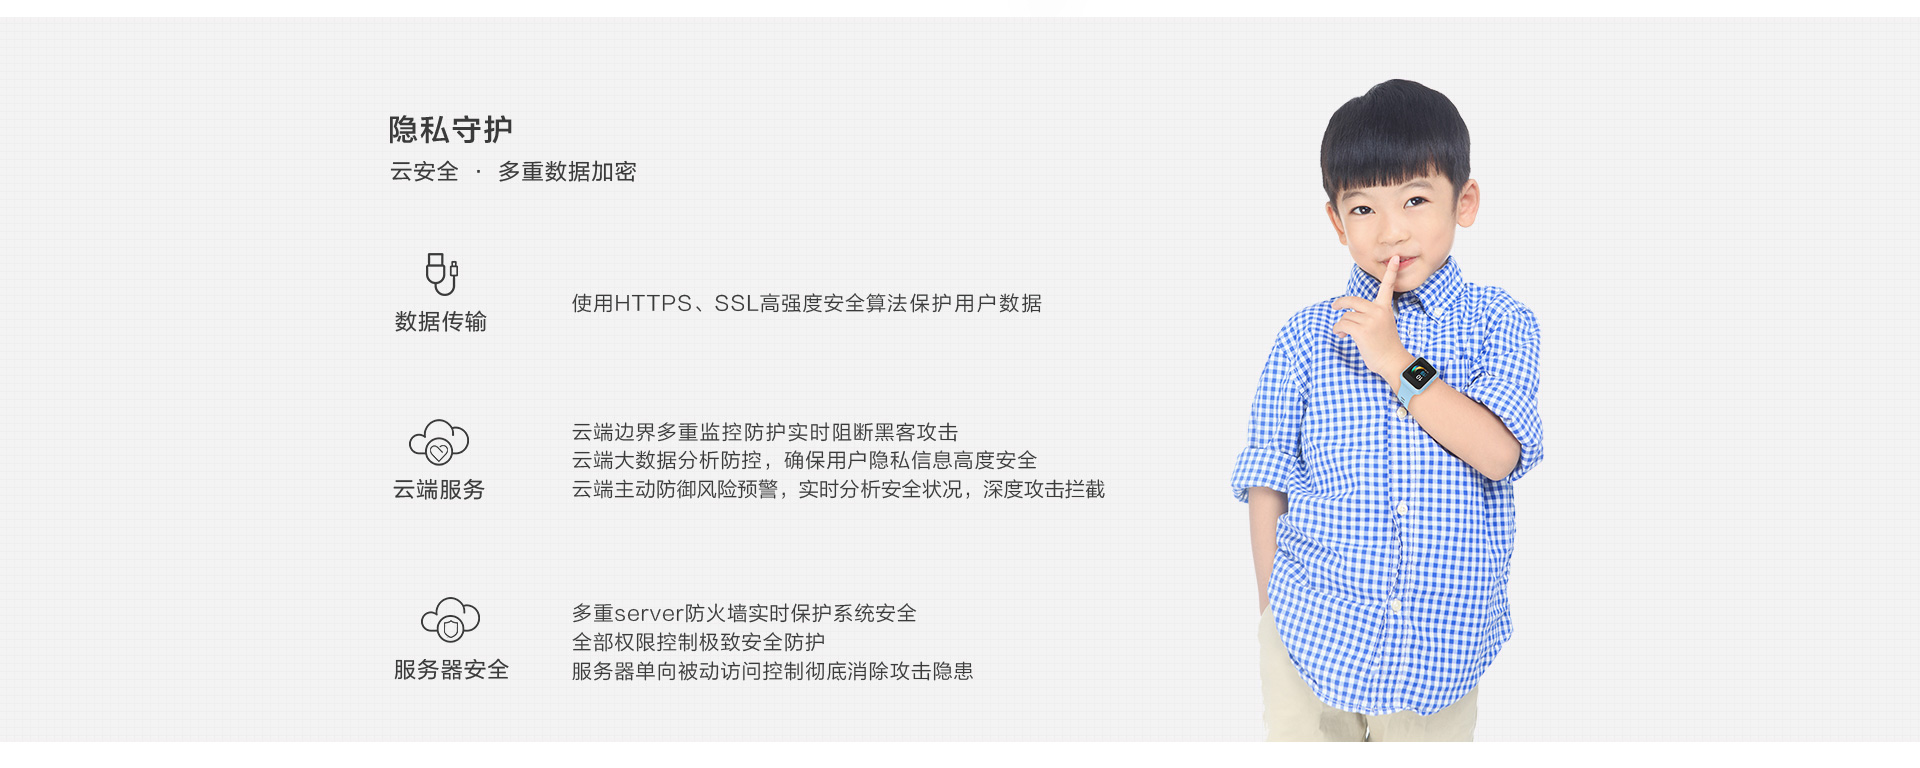 隐私守护
云安全 · 多重数据加密
数据传输
使用HTTPS、SSL高强度安全算法保护用户数据
云端服务
云端边界多重监控防护实时阻断黑客攻击
云端大数据分析防控，确保用户隐私信息高度安全
云端主动防御风险预警，实时分析安全状况，深度攻击拦截
服务器安全
多重server防火墙实时保护系统安全
全部权限控制极致安全防护
服务器单向被动访问控制彻底消除攻击隐患